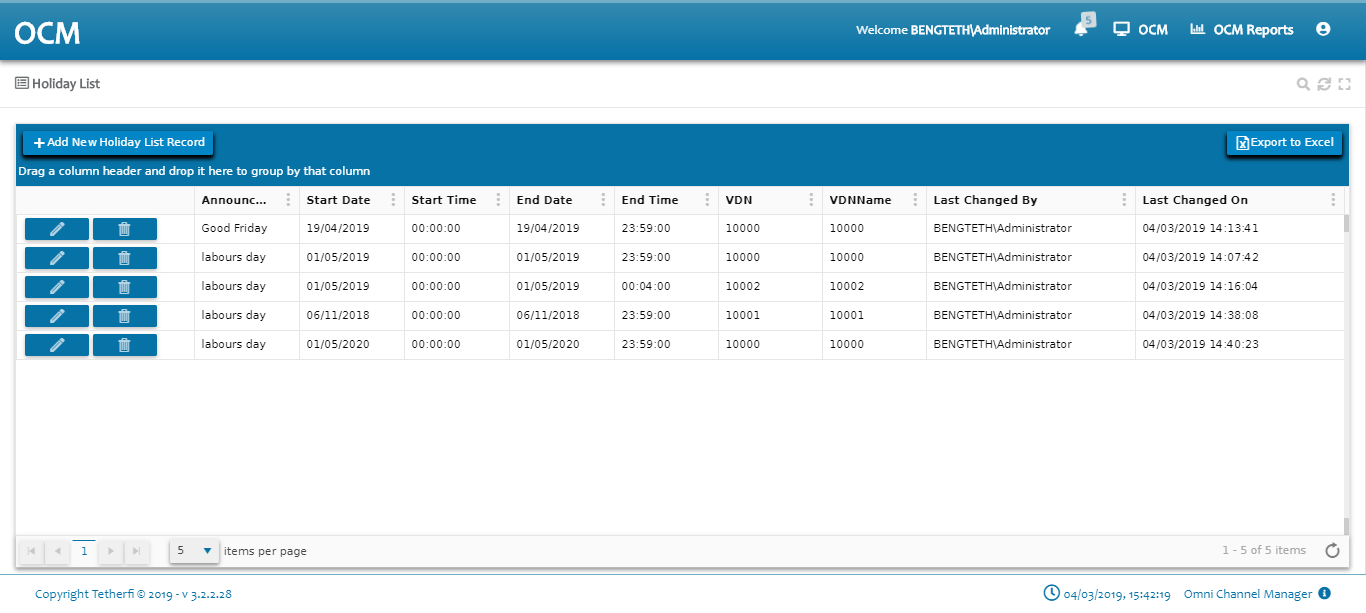 OCM
Welcome BENGTETH\Administrator
5
OCM
OCM Reports
Holiday List
Add New Holiday List Record
Export to Excel
Drag a column header and drop it here to group by that column
Announc... Start Date Start Time End Date End Time VDN VDNName Last Changed By Last Changed On
Good Friday 19/04/2019 00:00:00 19/04/2019 23:59:00 10000 10000 BENGTETH\Administrator 04/03/2019 14:13:41
labours day 01/05/2019 00:00:00 01/05/2019 23:59:00 10000 10000 BENGTETH\Administrator 04/03/2019 14:07:42
labours day 01/05/2019 00:00:00 01/05/2019 00:04:00 10002 10002 BENGTETH\Administrator 04/03/2019 14:16:04
labours day 06/11/2018 00:00:00 06/11/2018 23:59:00 10001 10001 BENGTETH\Administrator 04/03/2019 14:38:08
labours day 01/05/2020 00:00:00 01/05/2020 23:59:00 10000 10000 BENGTETH\Administrator 04/03/2019 14:40:23
1 5 items per page 1 - 5 of 5 items
Copyright Tetherfi © 2019 - v 3.2.2.28 04/03/2019, 15:42:19 Omni Channel Manager